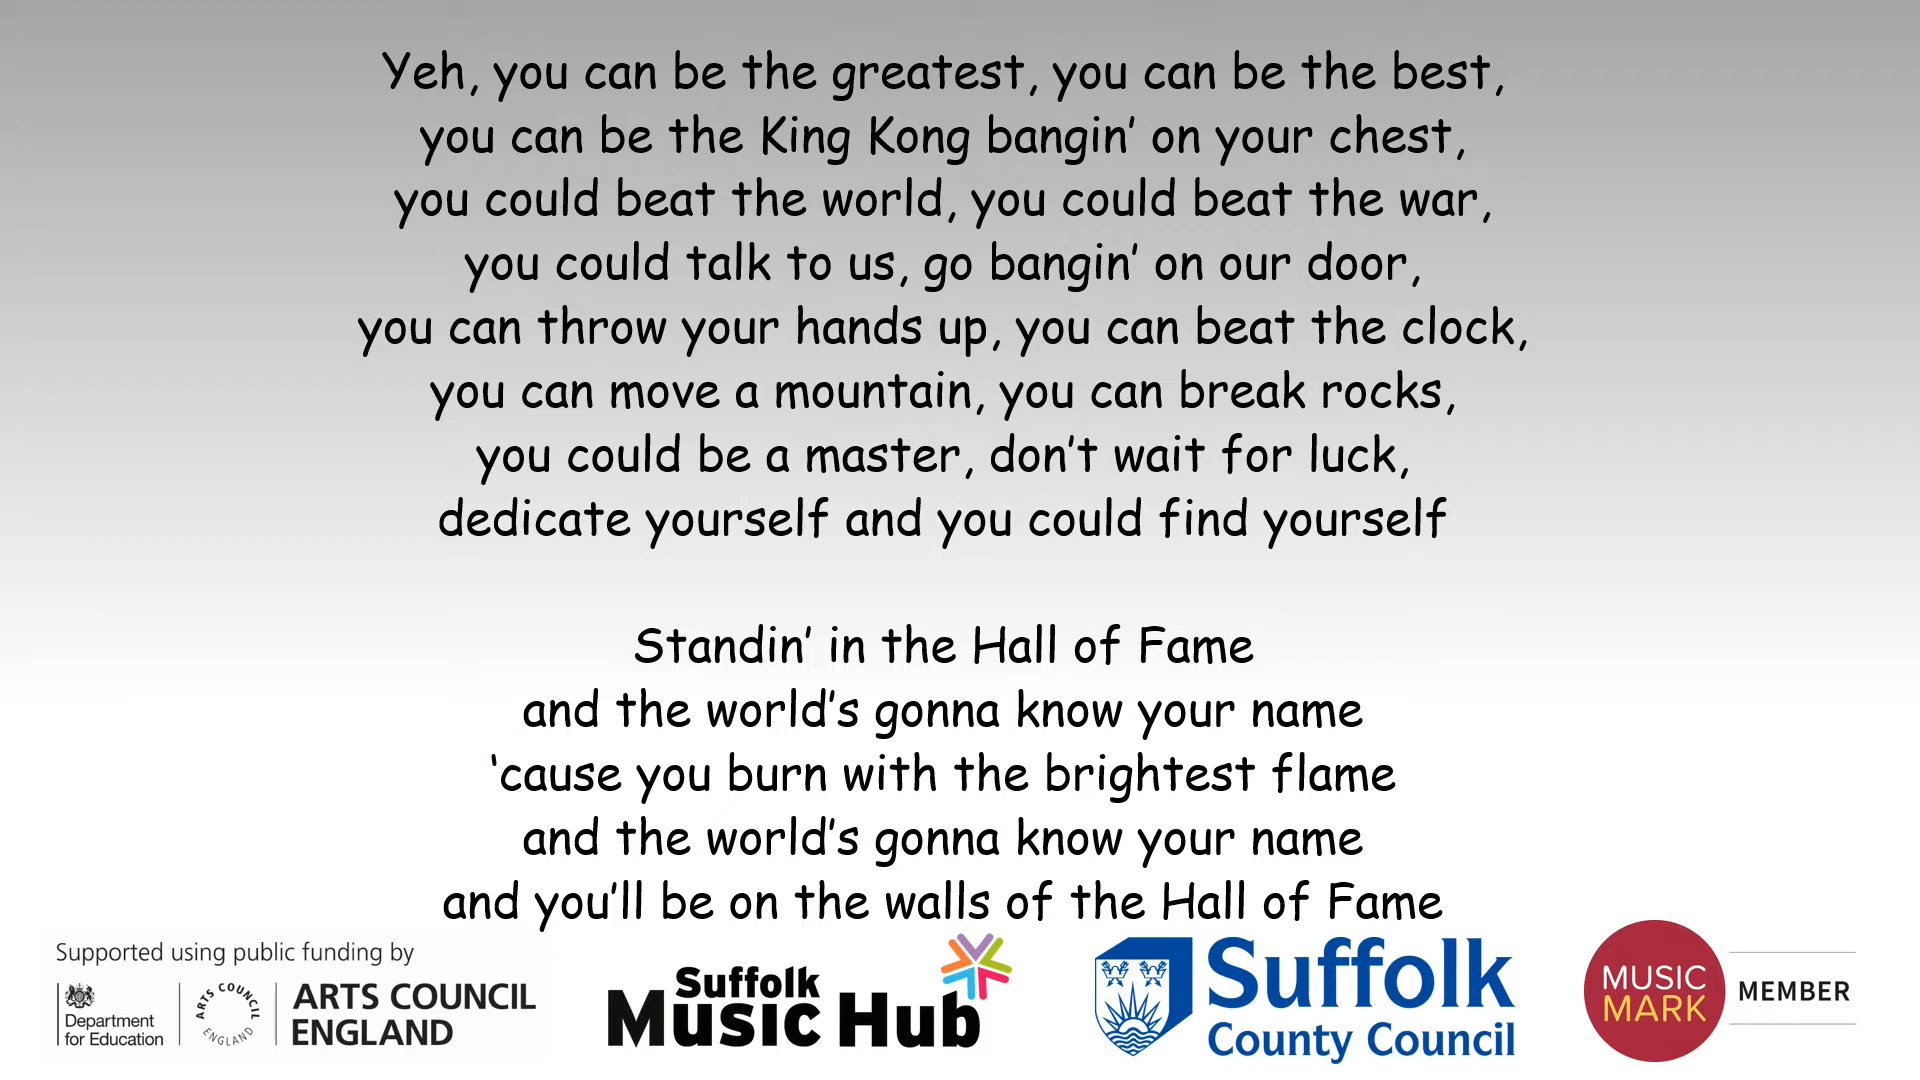 Yeh, you can be the greatest, you can be the best,
you can be the King Kong bangin’ on your chest,
you could beat the world, you could beat the war,
you could talk to us, go bangin’ on our door,
you can throw your hands up, you can beat the clock,
you can move a mountain, you can break rocks,
you could be a master, don’t wait for luck,
dedicate yourself and you could find yourself
Standin’ in the Hall of Fame
and the world’s gonna know your name
‘cause you burn with the brightest flame
and the world’s gonna know your name
and you’ll be on the walls of the Hall of Fame
Supported using public funding by
Department
for Education
ARTS COUNCIL
ENGLAND
ARTS COUNCIL
ENGLAND
Suffolk
Music Hub
Suffolk
County Council
MUSIC
MARK
MEMBER